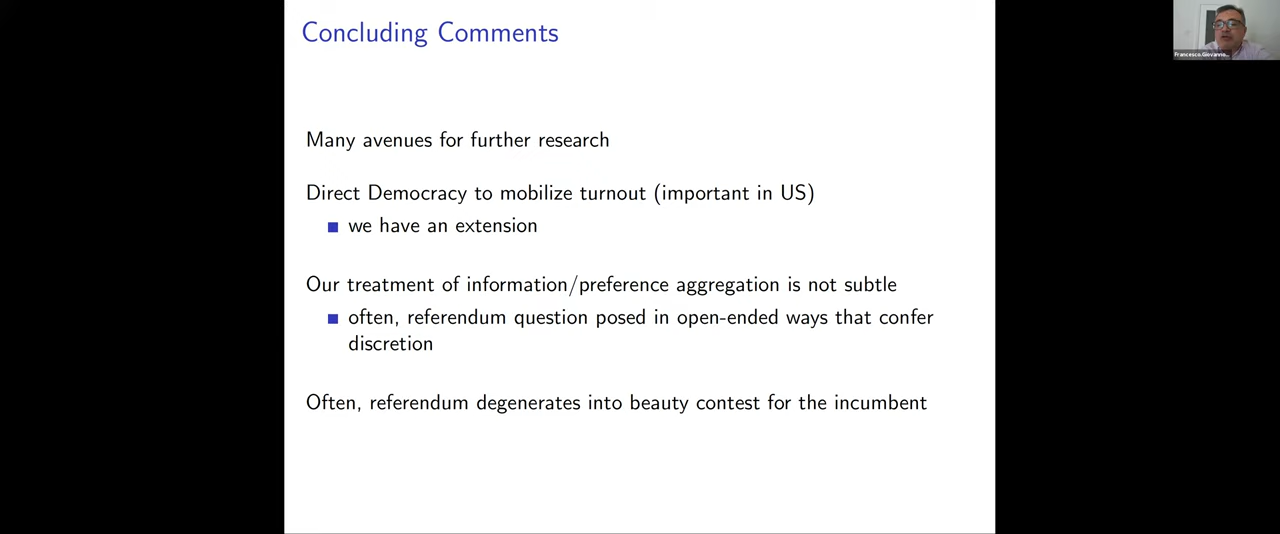 Concluding Comments
Francesco.Giovanno...
Many avenues for further research
Direct Democracy to mobilize turnout (important in US)
we have an extension
Our treatment of information/preference aggregation is not subtle
often, referendum question posed in open-ended ways that confer
discretion
Often, referendum degenerates into beauty contest for the incumbent